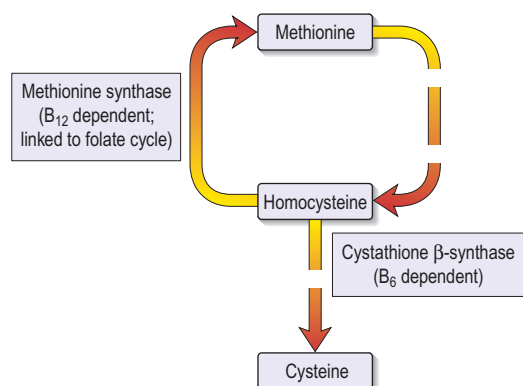 Methionine
Methionine synthase
(B₁₂ dependent;
linked to folate cycle)
Homocysteine
Cystathione β-synthase
(B₆ dependent)
Cysteine